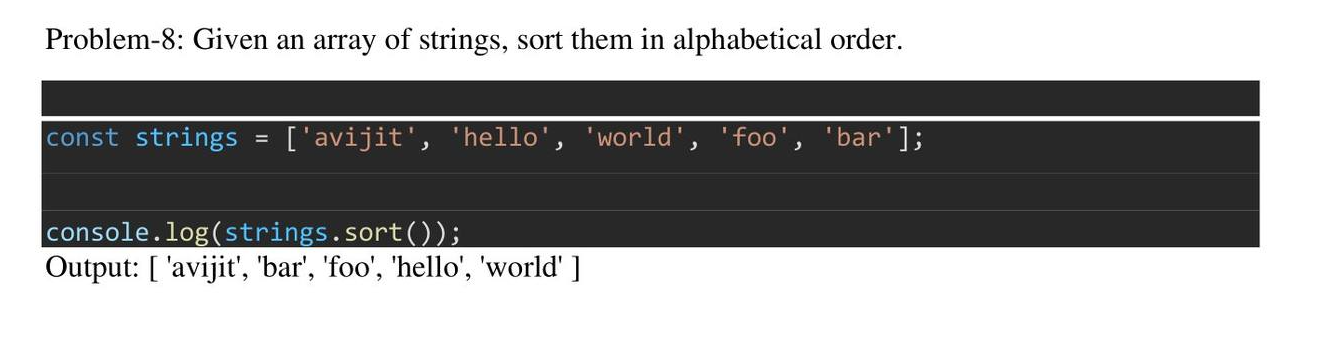 Problem-8: Given an array of strings, sort them in alphabetical order.
const strings = ['avijit', 'hello', 'world', 'foo', 'bar'];
console.log(strings.sort());
Output: [ 'avijit', 'bar', 'foo', 'hello', 'world' ]